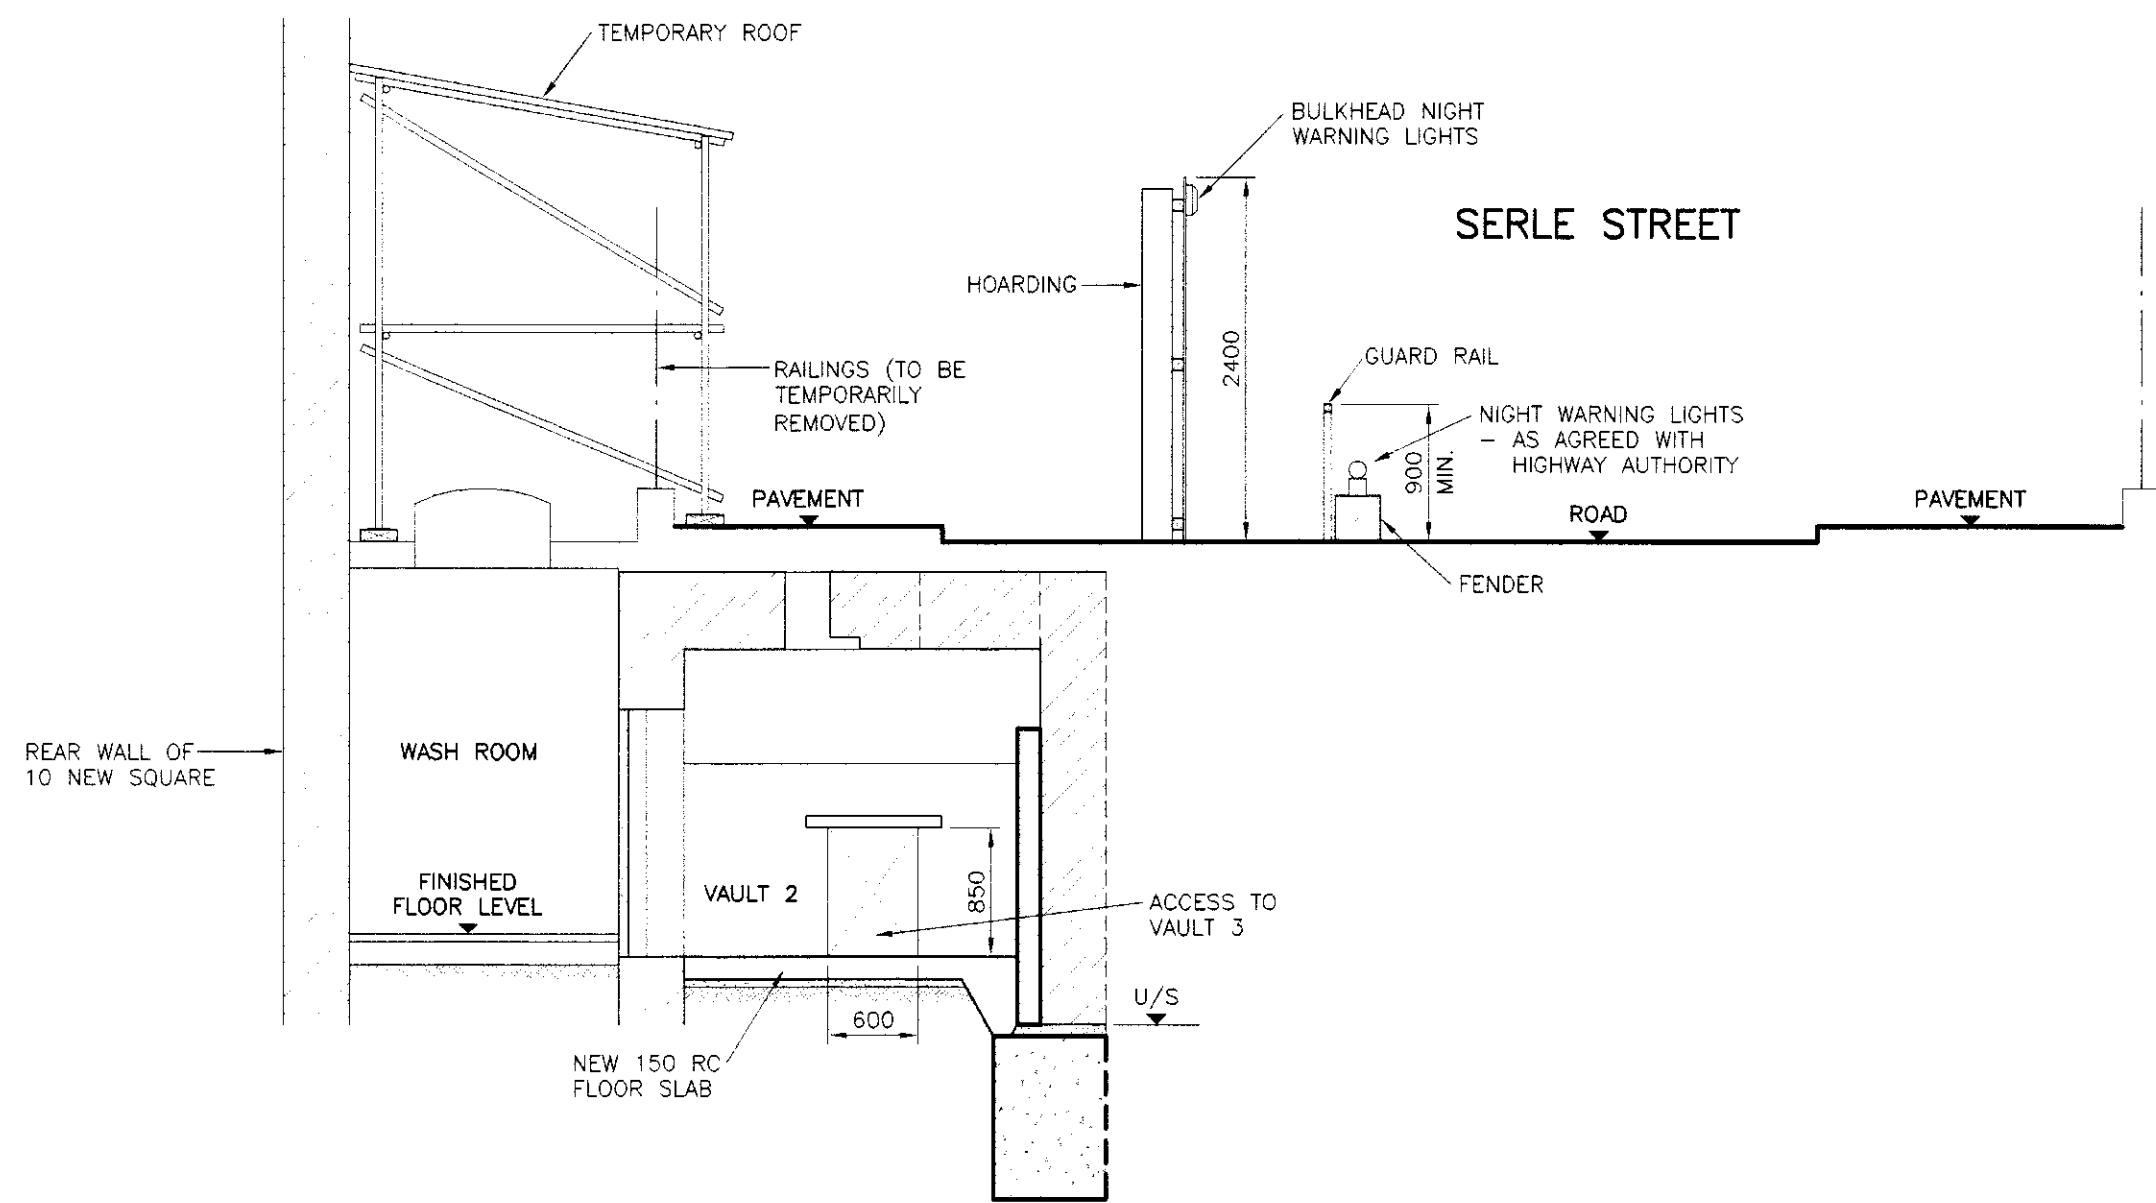 TEMPORARY ROOF
BULKHEAD NIGHT
WARNING LIGHTS
SERLE STREET
HOARDING
2400
GUARD RAIL
RAILINGS (TO BE
TEMPORARILY
REMOVED)
900
MIN.
NIGHT WARNING LIGHTS
- AS AGREED WITH
HIGHWAY AUTHORITY
PAVEMENT
ROAD
PAVEMENT
FENDER
REAR WALL OF
10 NEW SQUARE
WASH ROOM
FINISHED
FLOOR LEVEL
VAULT 2
850
ACCESS TO
VAULT 3
U/S
600
NEW 150 RC
FLOOR SLAB